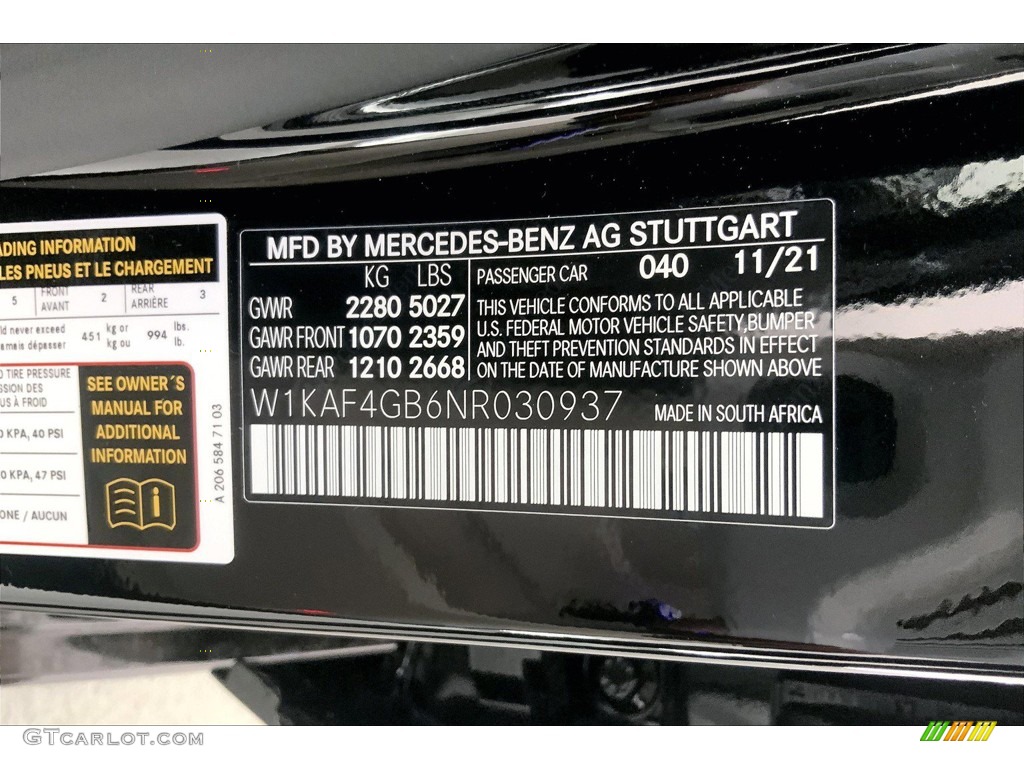 ADING INFORMATION
LES PNEUS ET LE CHARGEMENT
5 FRONT AVANT 2 REAR ARRIÈRE 3
never exceed 451 kg or 994 lbs.
jamais dépasser kg ou lb.
TIRE PRESSURE
DES
À FROID
KPA, 40 PSI
KPA, 47 PSI
/ AUCUN
SEE OWNER´S
MANUAL FOR
ADDITIONAL
INFORMATION
A 206 584 71 03
MFD BY MERCEDES-BENZ AG STUTTGART
KG LBS
GVWR 2280 5027
GAWR FRONT 1070 2359
GAWR REAR 1210 2668
PASSENGER CAR 040 11/21
THIS VEHICLE CONFORMS TO ALL APPLICABLE
U.S. FEDERAL MOTOR VEHICLE SAFETY,BUMPER
AND THEFT PREVENTION STANDARDS IN EFFECT
ON THE DATE OF MANUFACTURE SHOWN ABOVE
W1KAF4GB6NR030937 MADE IN SOUTH AFRICA
GTCARLOT.COM